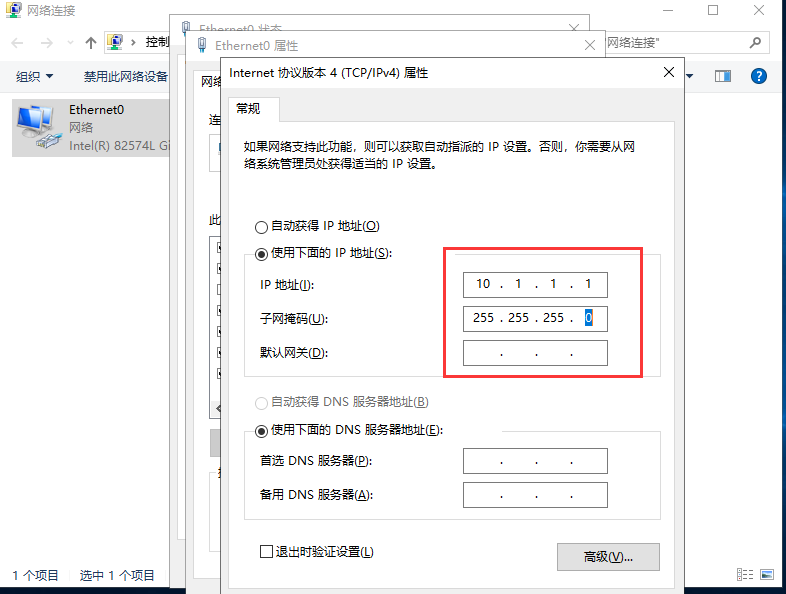 网络连接
Ethernet0 状态
Ethernet0 属性
控制
网络连接"
Internet 协议版本 4 (TCP/IPv4) 属性
组织
禁用此网络设备
网络
常规
Ethernet0
网络
Intel(R) 82574L Gi
连
如果网络支持此功能，则可以获取自动指派的 IP 设置。否则，你需要从网
络系统管理员处获得适当的 IP 设置。
此
自动获得 IP 地址(O)
使用下面的 IP 地址(S):
IP 地址(I):
10 . 1 . 1 . 1
子网掩码(U):
255 . 255 . 255 . 0
默认网关(D):
. . .
自动获得 DNS 服务器地址(B)
使用下面的 DNS 服务器地址(E):
首选 DNS 服务器(P):
. . .
备用 DNS 服务器(A):
. . .
退出时验证设置(L)
高级(V)...
1 个项目
选中 1 个项目